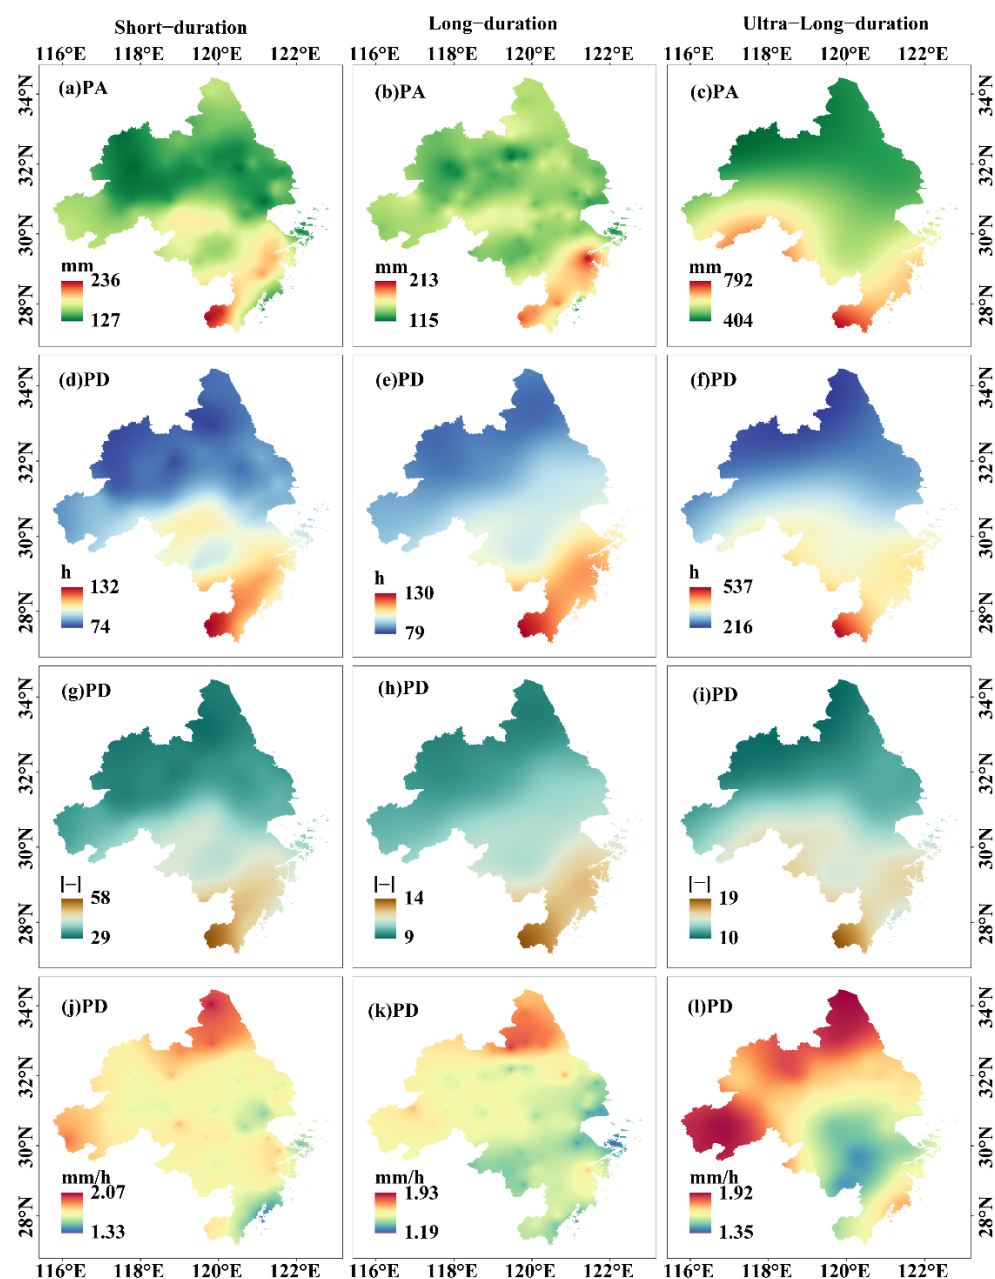 Short−duration
Long−duration
Ultra−Long−duration
116°E 118°E 120°E 122°E
116°E 118°E 120°E 122°E
116°E 118°E 120°E 122°E
(a)PA
mm
236
127
(b)PA
mm
213
115
(c)PA
mm
792
404
34°N
32°N
30°N
28°N
34°N
32°N
30°N
28°N
(d)PD
h
132
74
(e)PD
h
130
79
(f)PD
h
537
216
34°N
32°N
30°N
28°N
34°N
32°N
30°N
28°N
(g)PD
[−]
58
29
(h)PD
[−]
14
9
(i)PD
[−]
19
10
34°N
32°N
30°N
28°N
34°N
32°N
30°N
28°N
(j)PD
mm/h
2.07
1.33
(k)PD
mm/h
1.93
1.19
(l)PD
mm/h
1.92
1.35
34°N
32°N
30°N
28°N
34°N
32°N
30°N
28°N
116°E 118°E 120°E 122°E
116°E 118°E 120°E 122°E
116°E 118°E 120°E 122°E